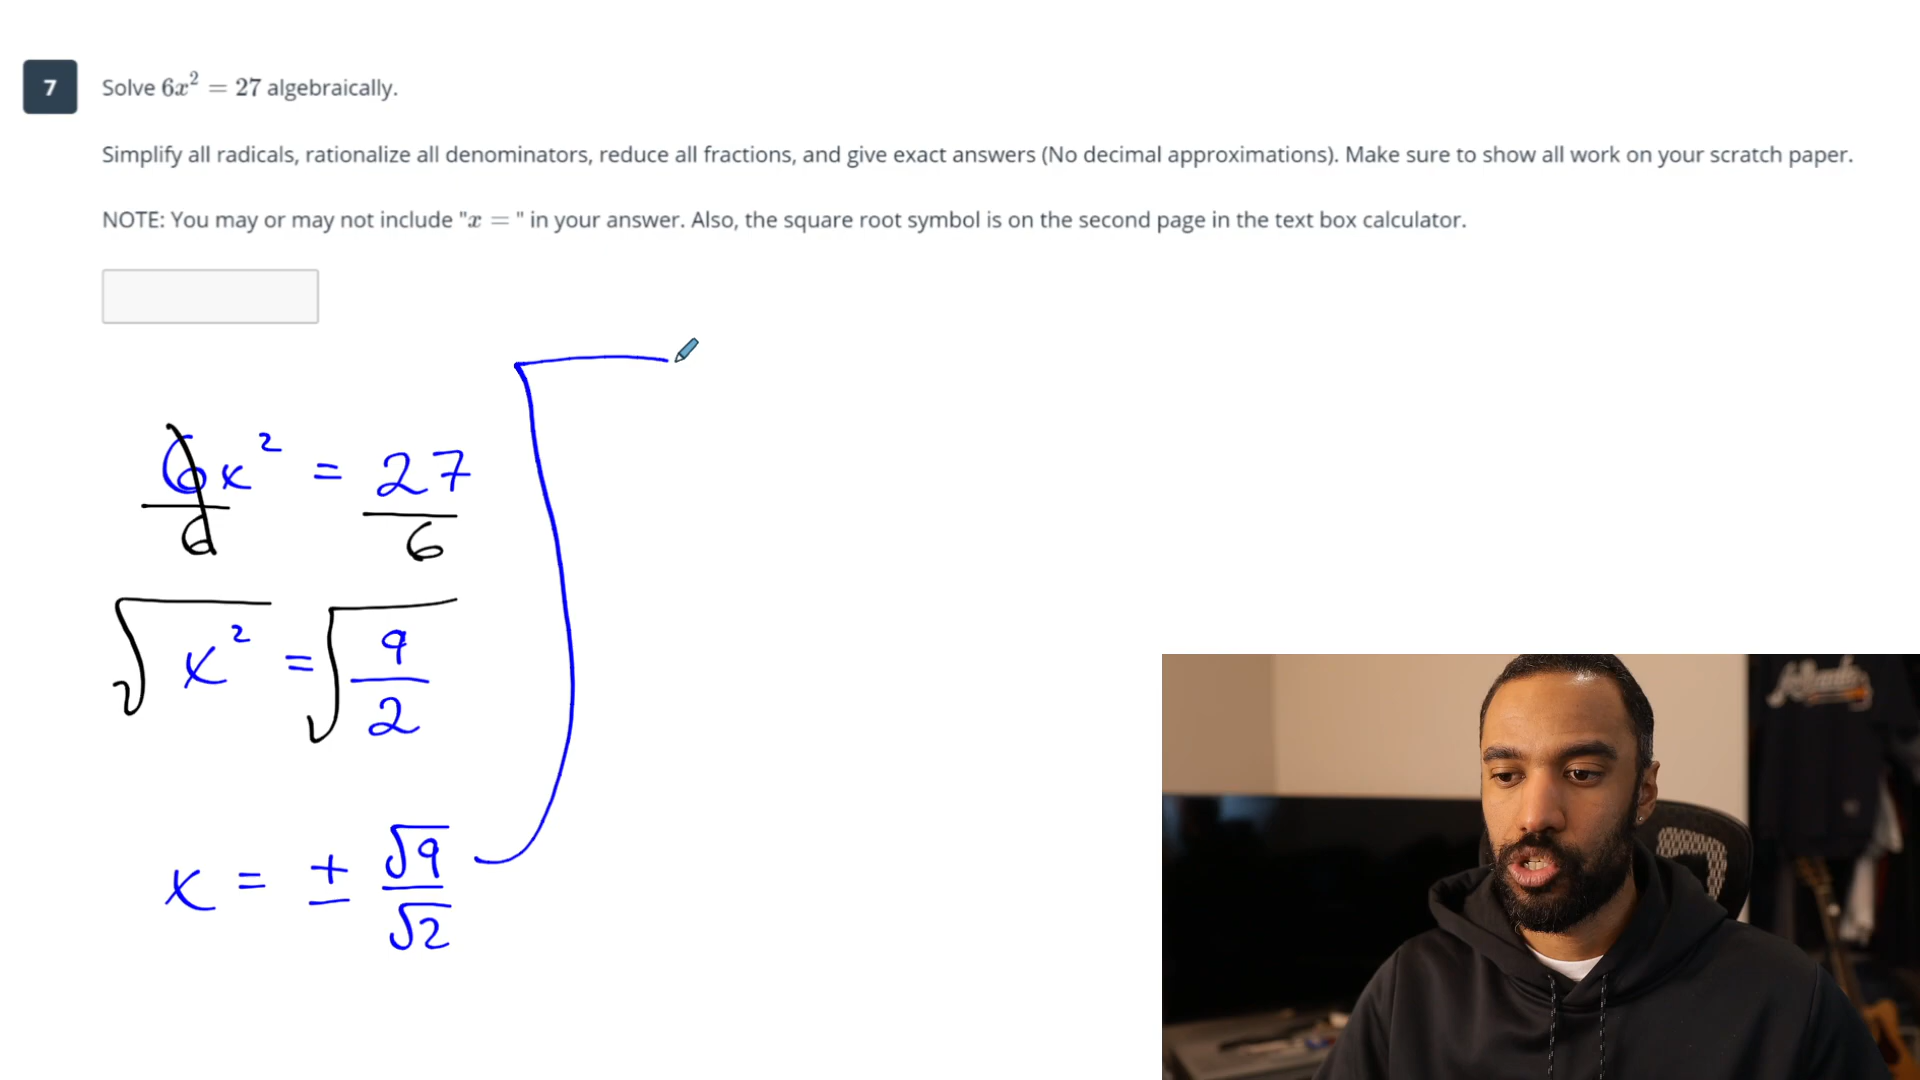 7
Solve 6x² = 27 algebraically.
Simplify all radicals, rationalize all denominators, reduce all fractions, and give exact answers (No decimal approximations). Make sure to show all work on your scratch paper.
NOTE: You may or may not include "x = " in your answer. Also, the square root symbol is on the second page in the text box calculator.
6x² = 27
6 6
√x² = √9/2
x = ± √9/√2